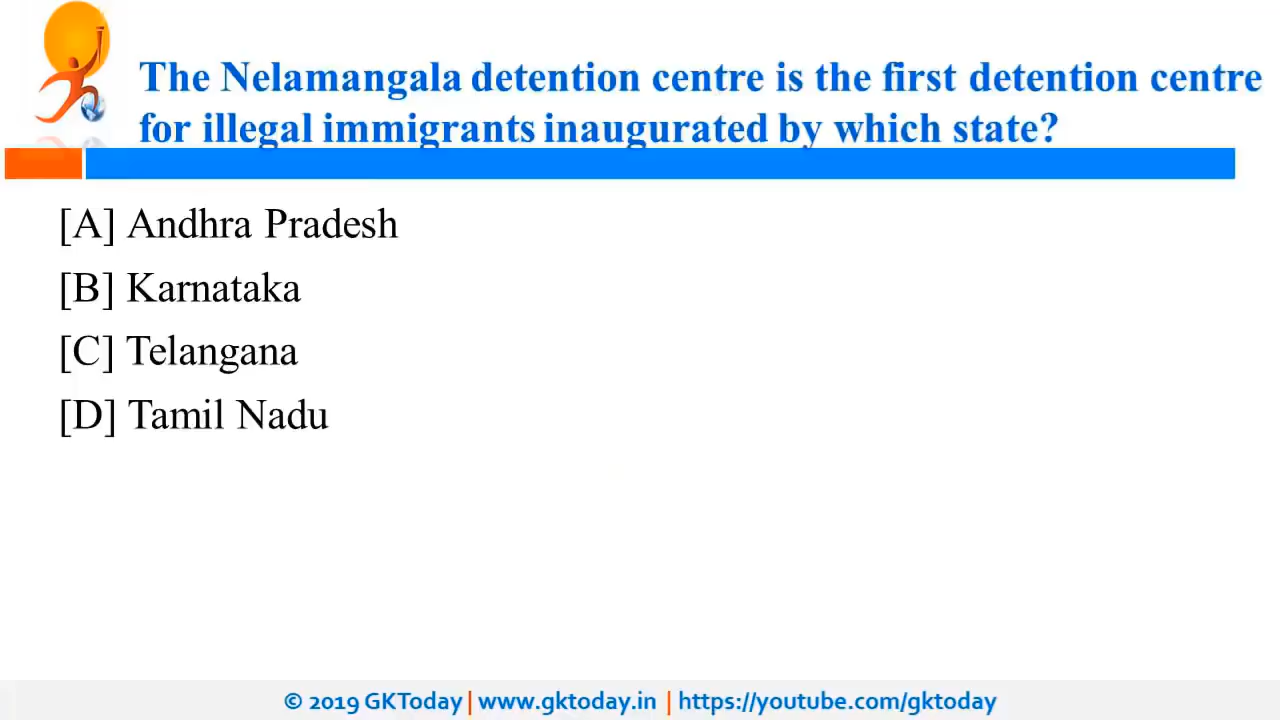 The Nelamangala detention centre is the first detention centre
for illegal immigrants inaugurated by which state?
[A] Andhra Pradesh
[B] Karnataka
[C] Telangana
[D] Tamil Nadu
© 2019 GKToday | www.gktoday.in | https://youtube.com/gktoday